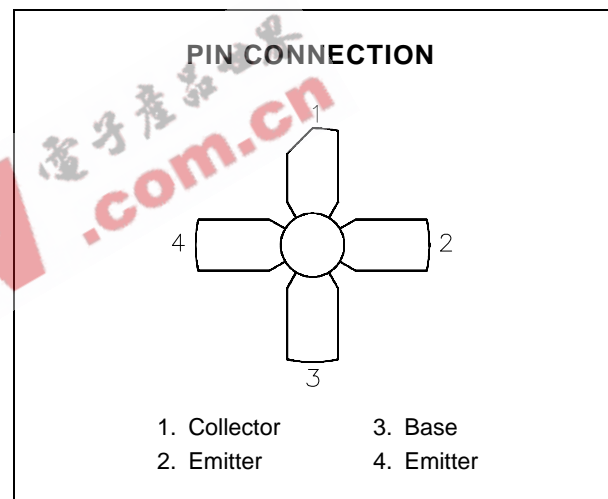 PIN CONNECTION
電子產品世界
.com.cn
1
4
2
3
1. Collector 3. Base
2. Emitter 4. Emitter